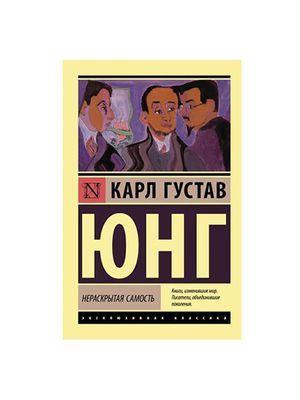 N
КАРЛ ГУСТАВ
ЮНГ
НЕРАСКРЫТАЯ САМОСТЬ
Книги, изменившие мир.
Писатели, объединившие
поколения.
ЭКСКЛЮЗИВНАЯ КЛАССИКА